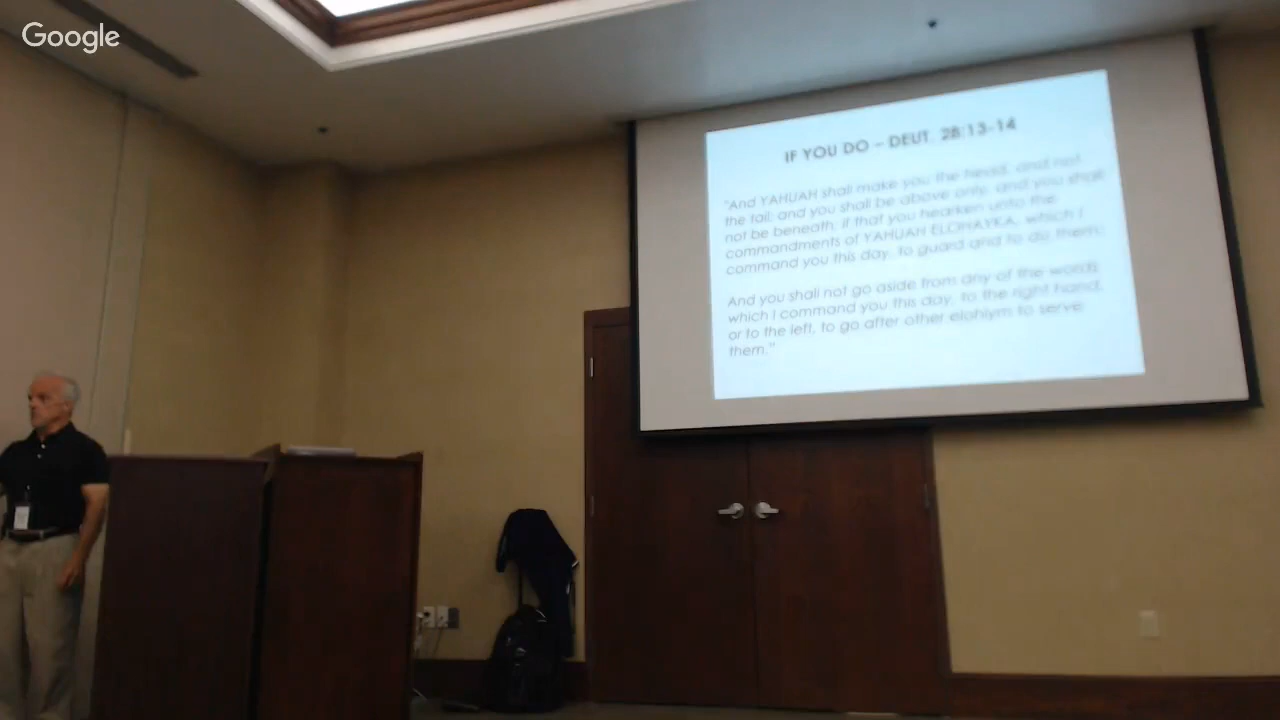 Google
IF YOU DO – DEUT. 28:13-14
"And YAHUAH shall make you the head, and not
the tail; and you shall be above only, and you shall
not be beneath; if that you hearken unto the
commandments of YAHUAH ELOHAYKA, which I
command you this day, to guard and to do them:
And you shall not go aside from any of the words
which I command you this day, to the right hand,
or to the left, to go after other elohiym to serve
them."